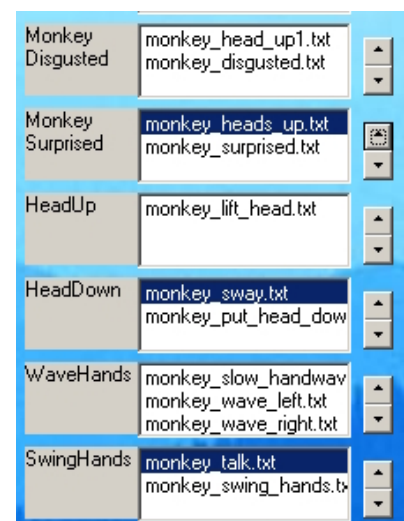 Monkey
Disgusted
monkey_head_up1.txt
monkey_disgusted.txt
Monkey
Surprised
monkey_heads_up.txt
monkey_surprised.txt
HeadUp
monkey_lift_head.txt
HeadDown
monkey_sway.txt
monkey_put_head_dow
WaveHands
monkey_slow_handwav
monkey_wave_left.txt
monkey_wave_right.txt
SwingHands
monkey_talk.txt
monkey_swing_hands.tx